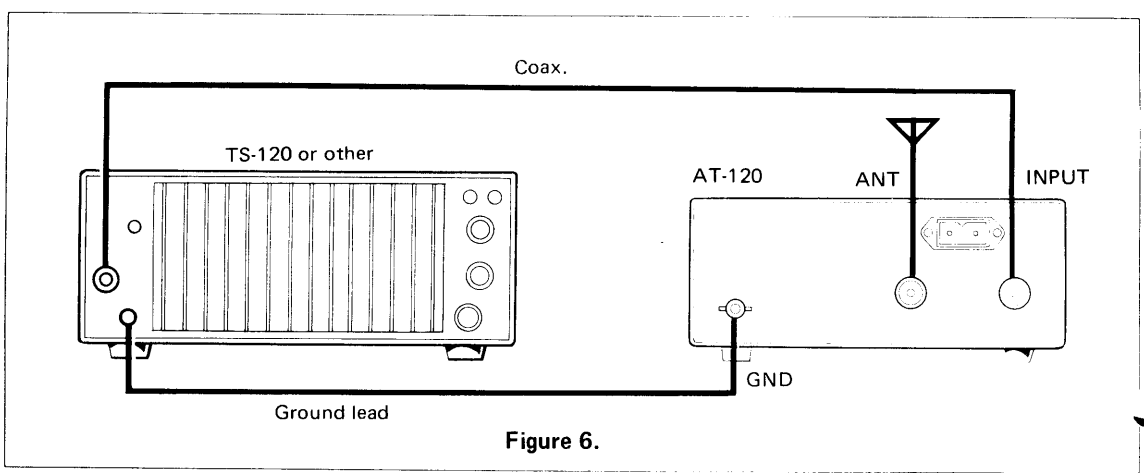 Coax.
TS-120 or other
AT-120
ANT
INPUT
GND
Ground lead
Figure 6.